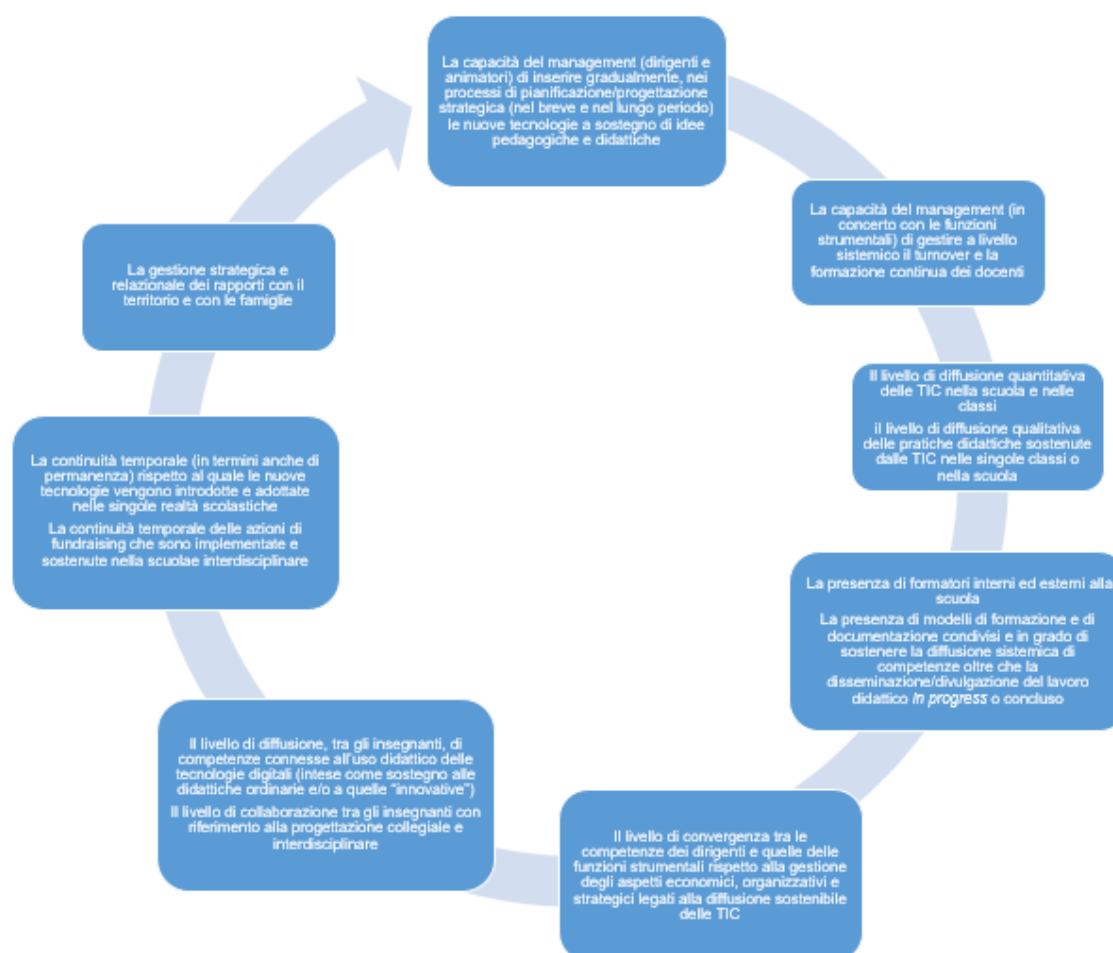 La capacità del management (dirigenti e
animatori) di inserire gradualmente, nei
processi di pianificazione/progettazione
strategica (nel breve e nel lungo periodo)
le nuove tecnologie a sostegno di idee
pedagogiche e didattiche
La capacità del management (in
concerto con le funzioni
strumentali) di gestire a livello
sistemico il turnover e la
formazione continua dei docenti
Il livello di diffusione quantitativa
delle TIC nella scuola e nelle
classi
il livello di diffusione qualitativa
delle pratiche didattiche sostenute
dalle TIC nelle singole classi o
nella scuola
La presenza di formatori interni ed esterni alla
scuola
La presenza di modelli di formazione e di
documentazione condivisi e in grado di
sostenere la diffusione sistemica di
competenze oltre che la
disseminazione/divulgazione del lavoro
didattico in progress o concluso
Il livello di convergenza tra le
competenze dei dirigenti e quelle delle
funzioni strumentali rispetto alla gestione
degli aspetti economici, organizzativi e
strategici legati alla diffusione sostenibile
delle TIC
Il livello di diffusione, tra gli insegnanti, di
competenze connesse all'uso didattico delle
tecnologie digitali (intese come sostegno alle
didattiche ordinarie e/o a quelle "innovative")
Il livello di collaborazione tra gli insegnanti con
riferimento alla progettazione collegiale e
interdisciplinare
La continuità temporale (in termini anche di
permanenza) rispetto al quale le nuove
tecnologie vengono introdotte e adottate
nelle singole realtà scolastiche
La continuità temporale delle azioni di
fundraising che sono implementate e
sostenute nella scuolae interdisciplinare
La gestione strategica e
relazionale dei rapporti con il
territorio e con le famiglie